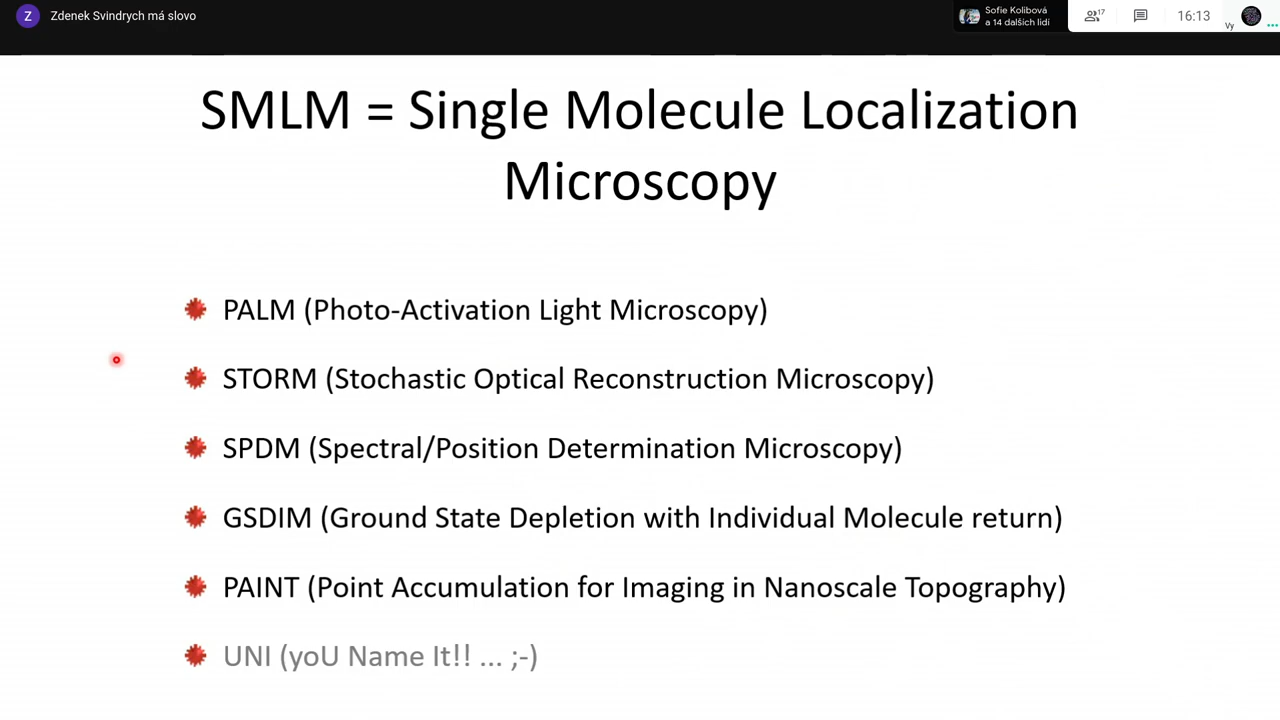 Z
Zdenek Svindrych má slovo
Sofie Kolibová
a 14 dalších lidí
17
16:13
Vy
SMLM = Single Molecule Localization
Microscopy
PALM (Photo-Activation Light Microscopy)
STORM (Stochastic Optical Reconstruction Microscopy)
SPDM (Spectral/Position Determination Microscopy)
GSDIM (Ground State Depletion with Individual Molecule return)
PAINT (Point Accumulation for Imaging in Nanoscale Topography)
UNI (yoU Name It!! ... ;-)